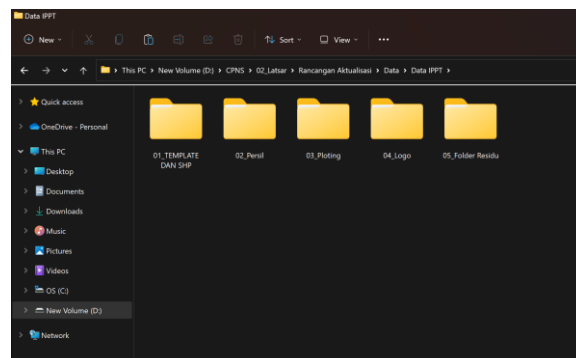 Data IPPT
New
Sort
View
This PC > New Volume (D:) > CPNS > 02_Latsar > Rancangan Aktualisasi > Data > Data IPPT >
Quick access
OneDrive - Personal
This PC
Desktop
Documents
Downloads
Music
Pictures
Videos
OS (C:)
New Volume (D:)
Network
01_TEMPLATE
DAN SHP
02_Persil
03_Ploting
04_Logo
05_Folder Residu